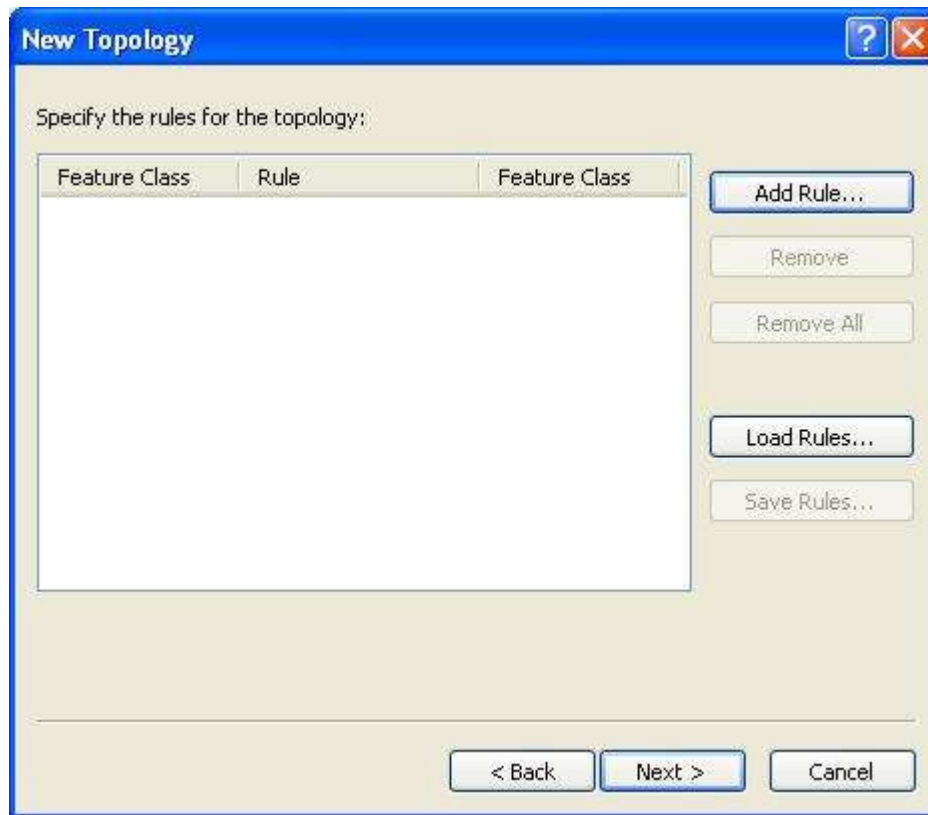 New Topology
Specify the rules for the topology:
Feature Class Rule Feature Class
Add Rule...
Remove
Remove All
Load Rules...
Save Rules...
< Back Next > Cancel